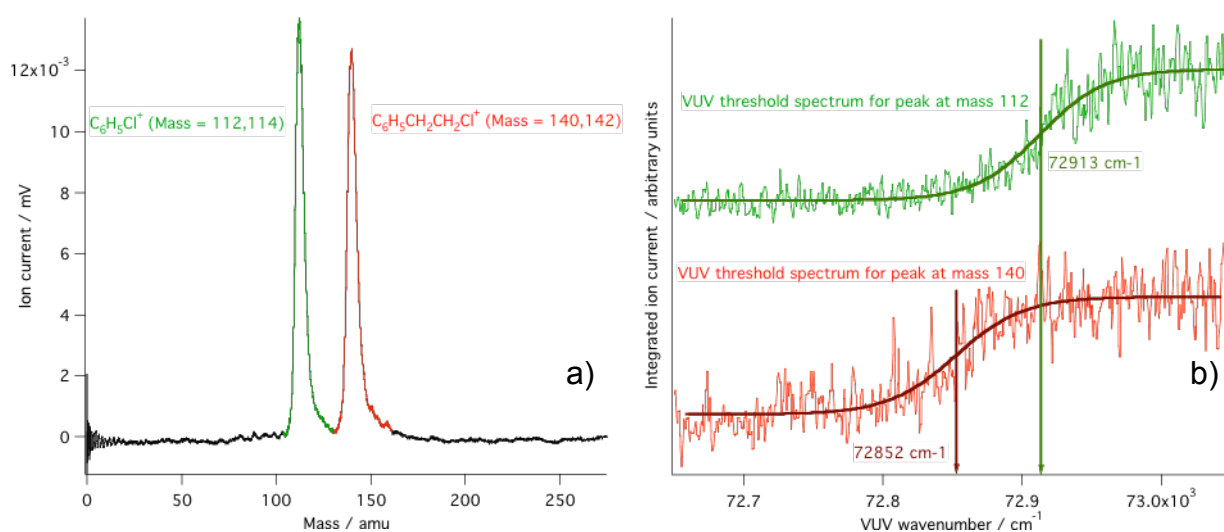 12x10⁻³
10
8
6
4
2
0
Ion current / mV
C₆H₅Cl⁺ (Mass = 112,114)
C₆H₅CH₂CH₂Cl⁺ (Mass = 140,142)
a)
0
50
100
150
200
250
Mass / amu
Integrated ion current / arbitrary units
VUV threshold spectrum for peak at mass 112
72913 cm-1
VUV threshold spectrum for peak at mass 140
b)
72852 cm-1
72.7
72.8
72.9
73.0x10³
VUV wavenumber / cm⁻¹